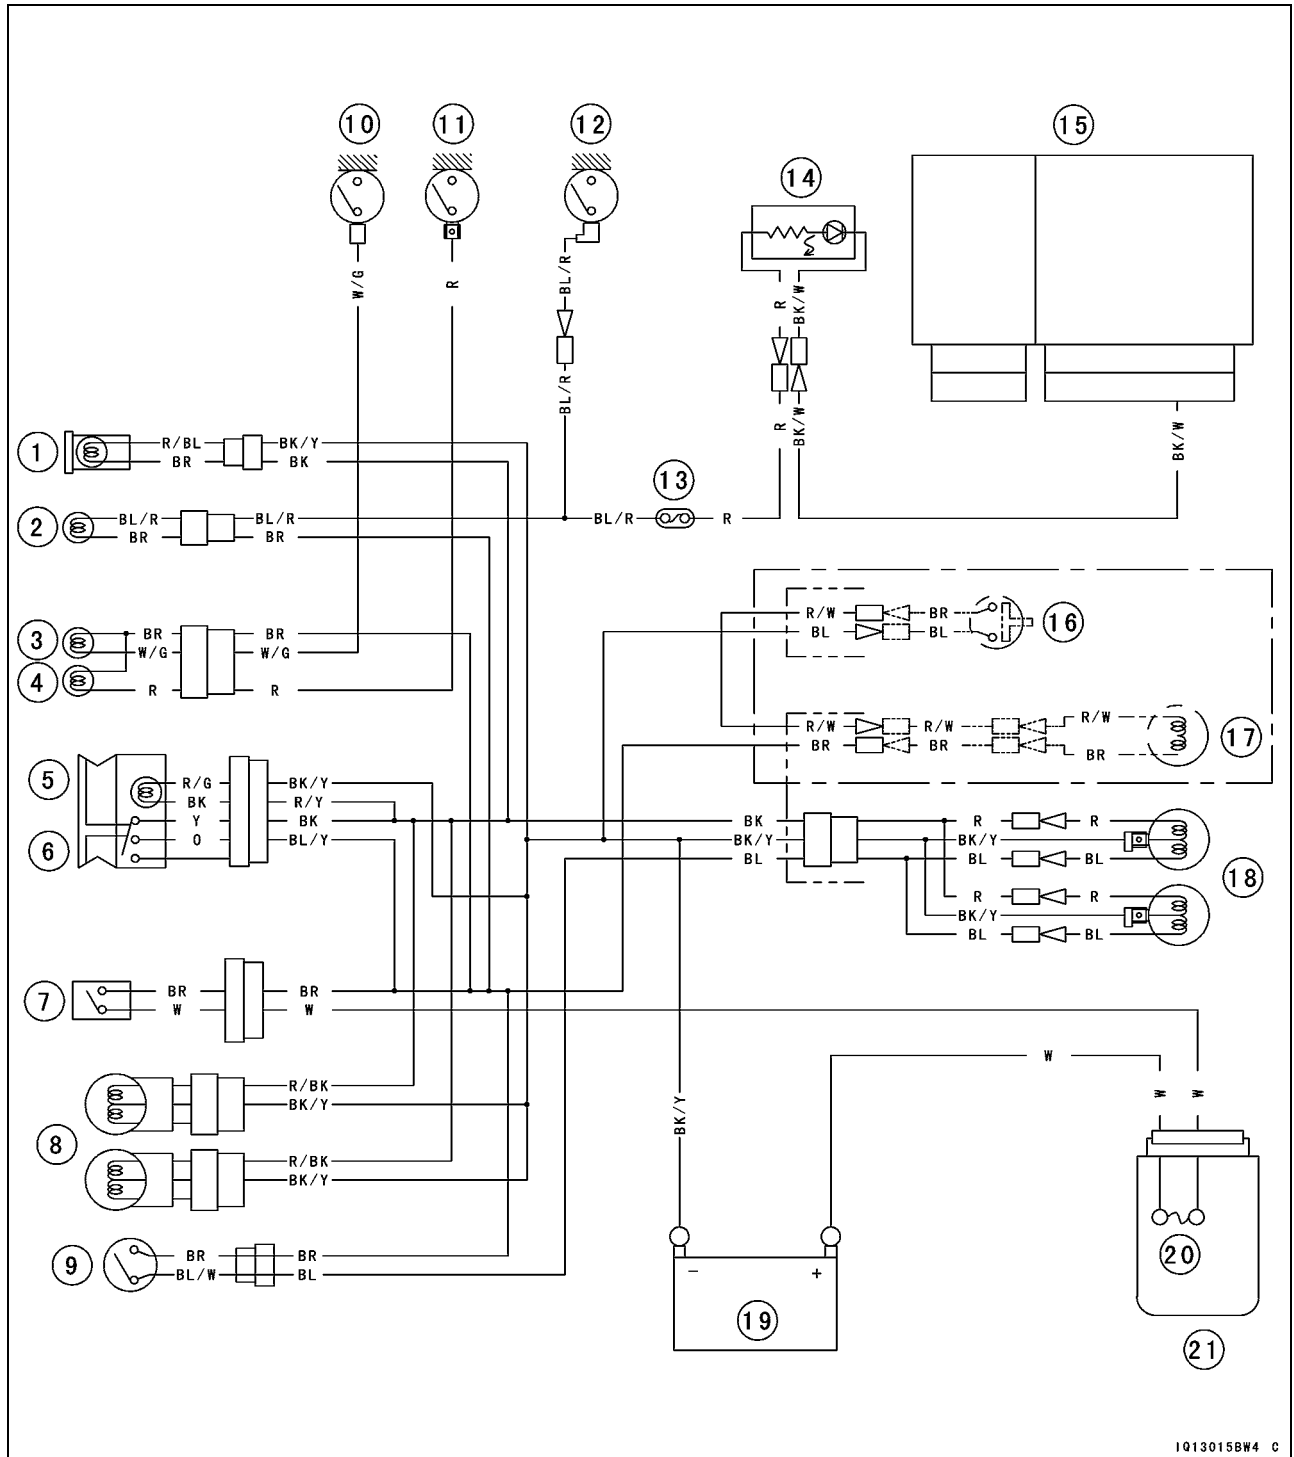 10 11 12 15
14
W/G R BL/R R BK/W
BL/R R BK/W BK/W
1 R/BL BK/Y
BR BK
13
2 BL/R BL/R BL/R R
BR BR
3 BR BR
W/G W/G
4 R R
R/W BR 16
BL BL
R/W R/W R/W 17
BR BR BR
5 R/G BK/Y
BK R/Y
Y BK BK R R
6 O BL/Y BK/Y BK/Y
BL BL BL
18
R R
BK/Y
BL BL
7 BR BR
W W
W
W W
R/BK
BK/Y BK/Y
8
R/BK
BK/Y
9 BR BR
BL/W BL
20
− +
19
21
IQ13015BW4 C